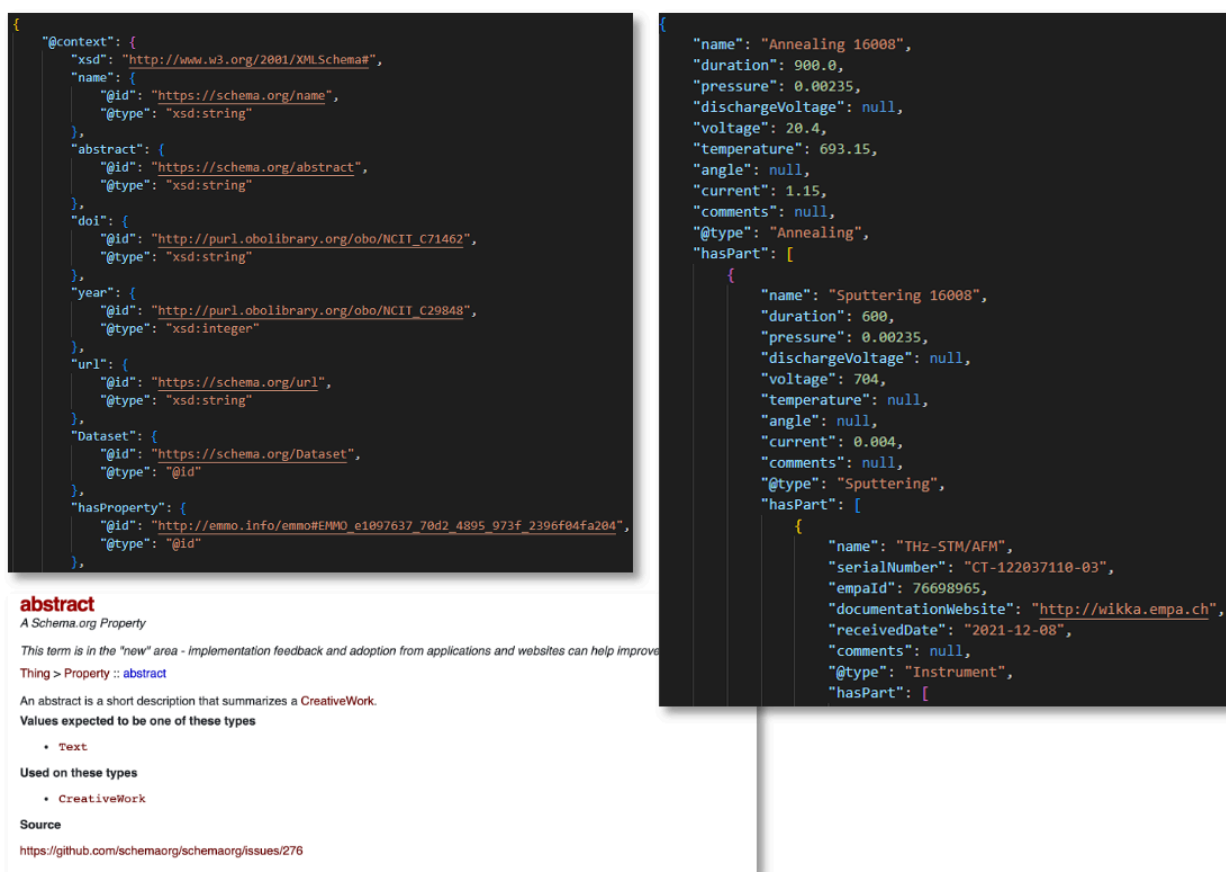 {
"@context": {
"xsd": "http://www.w3.org/2001/XMLSchema#",
"name": {
"@id": "https://schema.org/name",
"@type": "xsd:string"
},
"abstract": {
"@id": "https://schema.org/abstract",
"@type": "xsd:string"
},
"doi": {
"@id": "http://purl.obolibrary.org/obo/NCIT_C71462",
"@type": "xsd:string"
},
"year": {
"@id": "http://purl.obolibrary.org/obo/NCIT_C29848",
"@type": "xsd:integer"
},
"url": {
"@id": "https://schema.org/url",
"@type": "xsd:string"
},
"Dataset": {
"@id": "https://schema.org/Dataset",
"@type": "@id"
},
"hasProperty": {
"@id": "http://emmo.info/emmo#EMMO_e1097637_70d2_4895_973f_2396f04fa204",
"@type": "@id"
},
abstract
A Schema.org Property
This term is in the "new" area - implementation feedback and adoption from applications and websites can help improve
Thing > Property :: abstract
An abstract is a short description that summarizes a CreativeWork.
Values expected to be one of these types
• Text
Used on these types
• CreativeWork
Source
https://github.com/schemaorg/schemaorg/issues/276
{
"name": "Annealing 16008",
"duration": 900.0,
"pressure": 0.00235,
"dischargeVoltage": null,
"voltage": 20.4,
"temperature": 693.15,
"angle": null,
"current": 1.15,
"comments": null,
"@type": "Annealing",
"hasPart": [
{
"name": "Sputtering 16008",
"duration": 600,
"pressure": 0.00235,
"dischargeVoltage": null,
"voltage": 704,
"temperature": null,
"angle": null,
"current": 0.004,
"comments": null,
"@type": "Sputtering",
"hasPart": [
{
"name": "THz-STM/AFM",
"serialNumber": "CT-122037110-03",
"empaId": 76698965,
"documentationWebsite": "http://wikka.empa.ch",
"receivedDate": "2021-12-08",
"comments": null,
"@type": "Instrument",
"hasPart": [